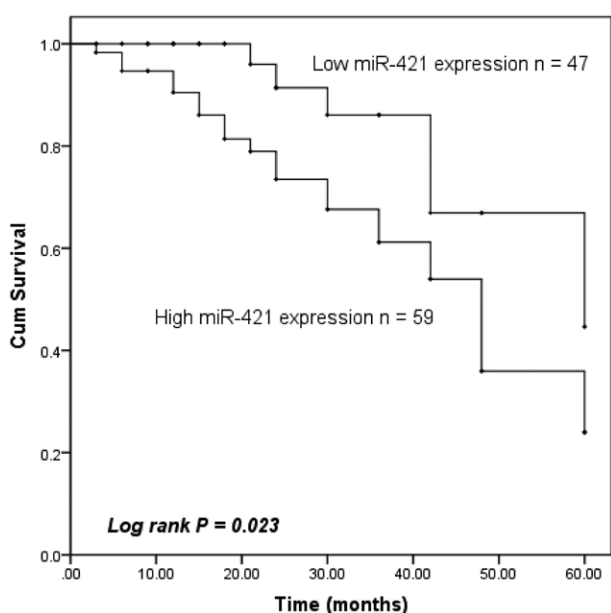 Cum Survival
1.0
0.8
0.6
0.4
0.2
0.0
Low miR-421 expression n = 47
High miR-421 expression n = 59
Log rank P = 0.023
.00 10.00 20.00 30.00 40.00 50.00 60.00
Time (months)